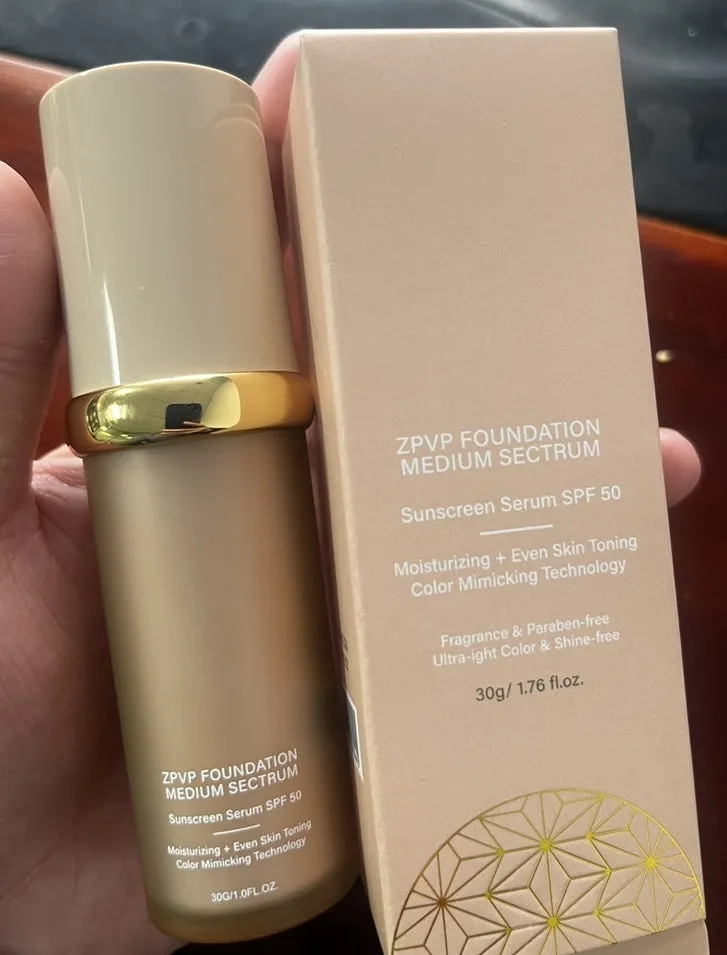 ZPVP FOUNDATION
MEDIUM SECTRUM
Sunscreen Serum SPF 50
Moisturizing + Even Skin Toning
Color Mimicking Technology
30G/1.0FL OZ.
ZPVP FOUNDATION
MEDIUM SECTRUM
Sunscreen Serum SPF 50
Moisturizing + Even Skin Toning
Color Mimicking Technology
Fragrance & Paraben-free
Ultra-ight Color & Shine-free
30g/ 1.76 fl.oz.